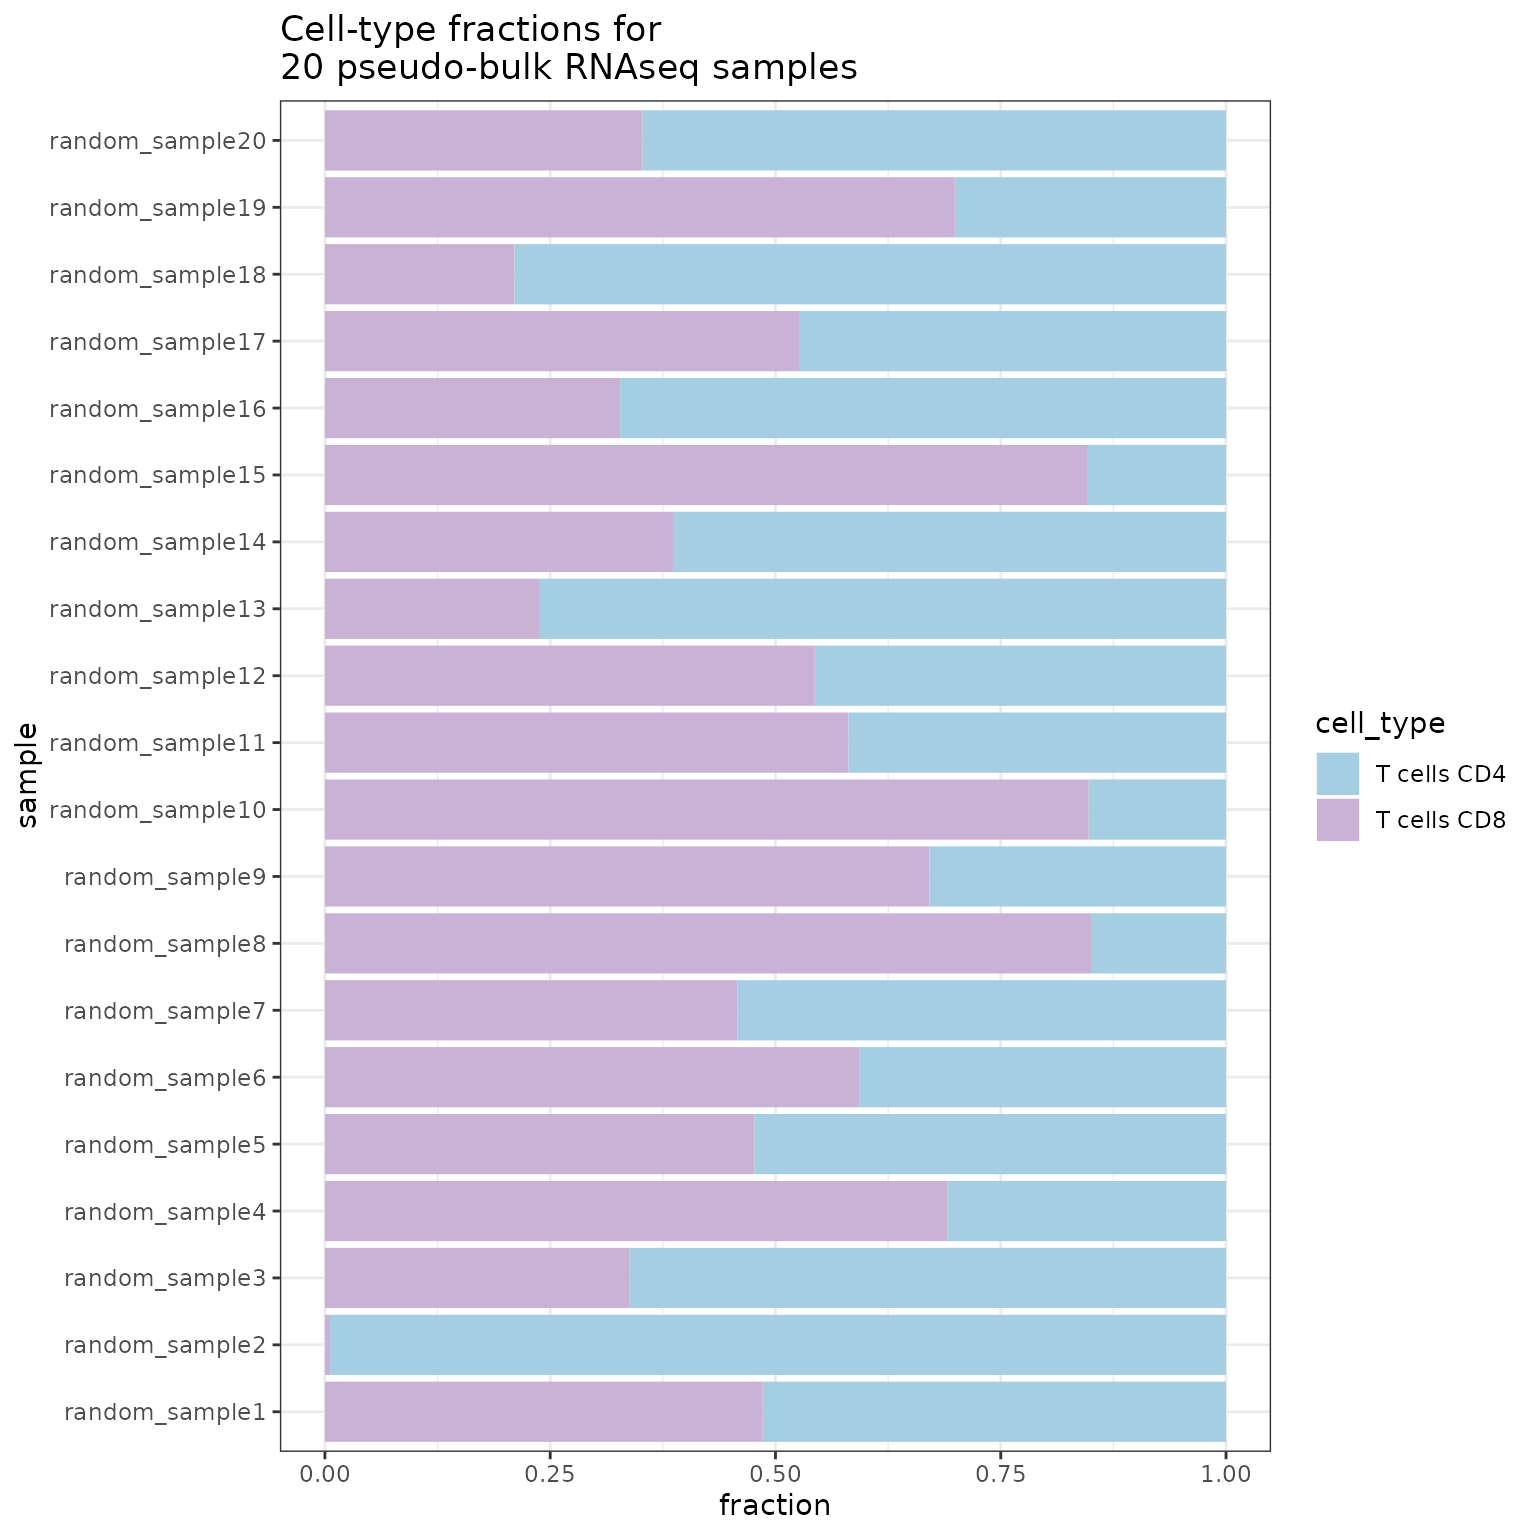 Cell-type fractions for
20 pseudo-bulk RNAseq samples
random_sample20
random_sample19
random_sample18
random_sample17
random_sample16
random_sample15
random_sample14
random_sample13
random_sample12
random_sample11
random_sample10
random_sample9
random_sample8
random_sample7
random_sample6
random_sample5
random_sample4
random_sample3
random_sample2
random_sample1
sample
0.00 0.25 0.50 0.75 1.00
fraction
cell_type
T cells CD4
T cells CD8